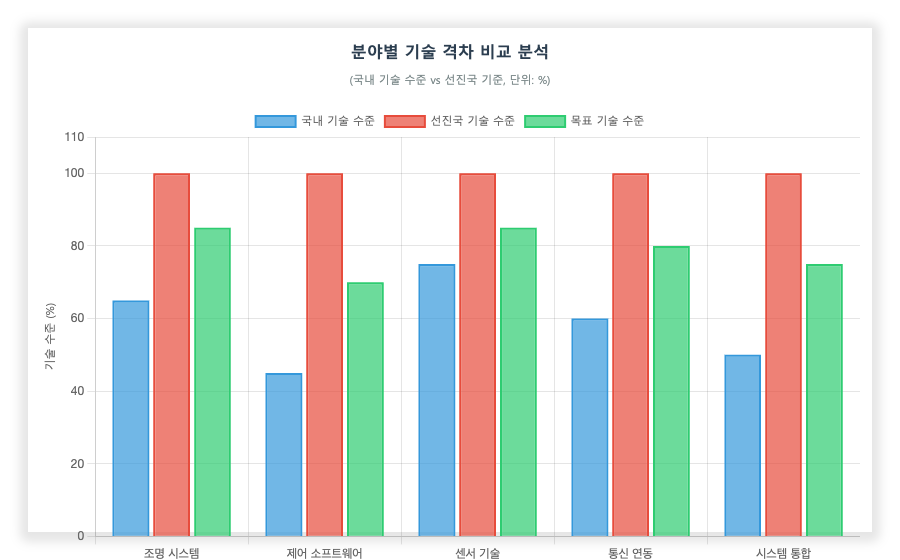 분야별 기술 격차 비교 분석
(국내 기술 수준 vs 선진국 기준, 단위: %)
국내 기술 수준 선진국 기술 수준 목표 기술 수준
110
100
80
60
40
20
0
기술 수준 (%)
조명 시스템 제어 소프트웨어 센서 기술 통신 연동 시스템 통합